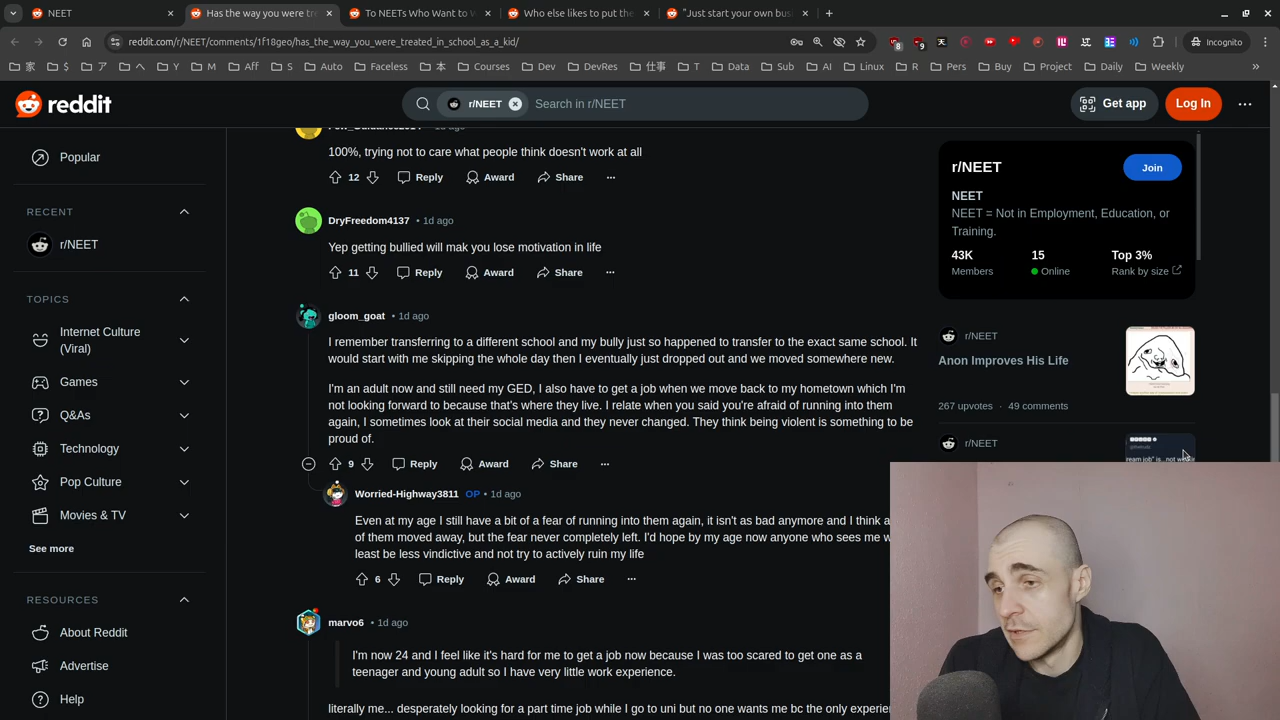 NEET
Has the way you were tre
To NEETs Who Want to
Who else likes to put the
"Just start your own bus
reddit.com/r/NEET/comments/1f18geo/has_the_way_you_were_treated_in_school_as_a_kid/
8
9
Incognito
家 $ ア へ Y M Aff S Auto Faceless 本 Courses Dev DevRes 仕事 T Data Sub AI Linux R Pers Buy Project Daily Weekly »
reddit
r/NEET
Search in r/NEET
Get app
Log In
Popular
RECENT
r/NEET
TOPICS
Internet Culture
(Viral)
Games
Q&As
Technology
Pop Culture
Movies & TV
See more
RESOURCES
About Reddit
Advertise
Help
100%, trying not to care what people think doesn't work at all
12 Reply Award Share
DryFreedom4137 • 1d ago
Yep getting bullied will mak you lose motivation in life
11 Reply Award Share
gloom_goat • 1d ago
I remember transferring to a different school and my bully just so happened to transfer to the exact same school. It
would start with me skipping the whole day then I eventually just dropped out and we moved somewhere new.
I'm an adult now and still need my GED. I also have to get a job when we move back to my hometown which I'm
not looking forward to because that's where they live. I relate when you said you're afraid of running into them
again, I sometimes look at their social media and they never changed. They think being violent is something to be
proud of.
9 Reply Award Share
Worried-Highway3811 OP • 1d ago
Even at my age I still have a bit of a fear of running into them again, it isn't as bad anymore and I think a
of them moved away, but the fear never completely left. I'd hope by my age now anyone who sees me w
least be less vindictive and not try to actively ruin my life
6 Reply Award Share
marvo6 • 1d ago
I'm now 24 and I feel like it's hard for me to get a job now because I was too scared to get one as a
teenager and young adult so I have very little work experience.
literally me... desperately looking for a part time job while I go to uni but no one wants me bc the only experien
r/NEET
Join
NEET
NEET = Not in Employment, Education, or
Training.
43K 15 Top 3%
Members Online Rank by size
r/NEET
Anon Improves His Life
267 upvotes • 49 comments
r/NEET